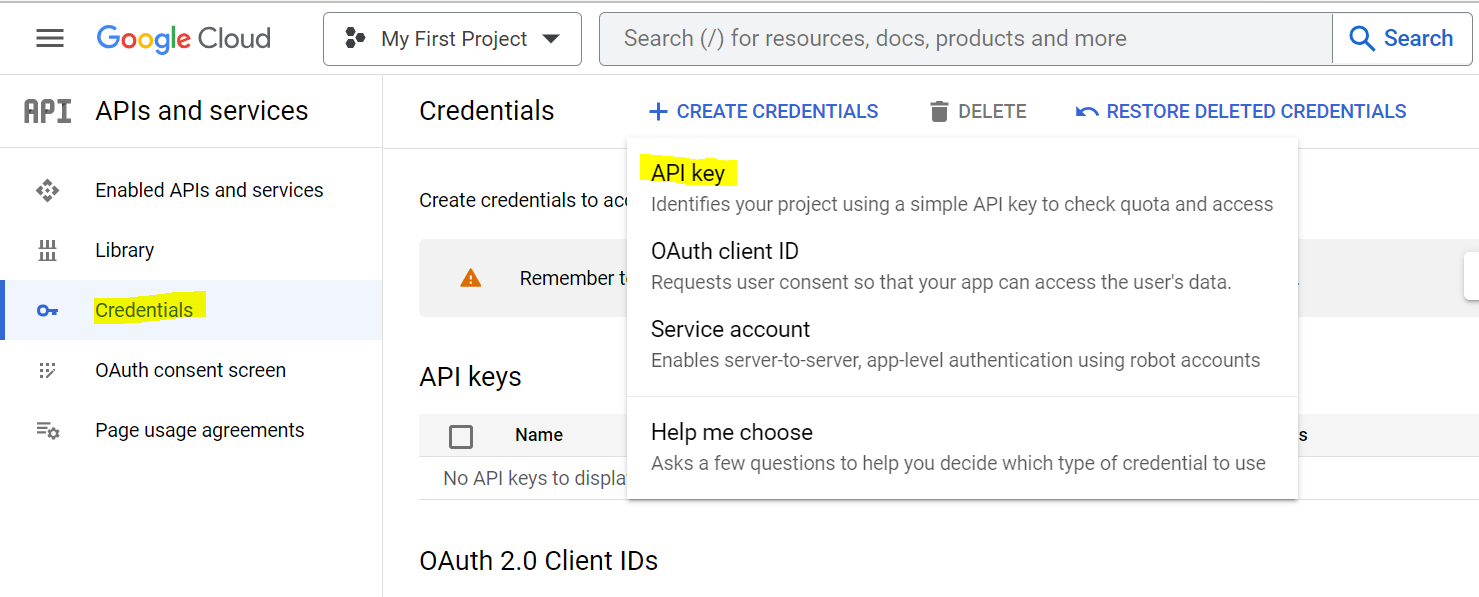 Google Cloud
My First Project
Search (/) for resources, docs, products and more
Search
API
APIs and services
Enabled APIs and services
Library
Credentials
OAuth consent screen
Page usage agreements
Credentials
CREATE CREDENTIALS
DELETE
RESTORE DELETED CREDENTIALS
Create credentials to
API key
Identifies your project using a simple API key to check quota and access
OAuth client ID
Requests user consent so that your app can access the user's data.
Remember
Service account
Enables server-to-server, app-level authentication using robot accounts
Help me choose
Asks a few questions to help you decide which type of credential to use
API keys
Name
No API keys to
OAuth 2.0 Client IDs